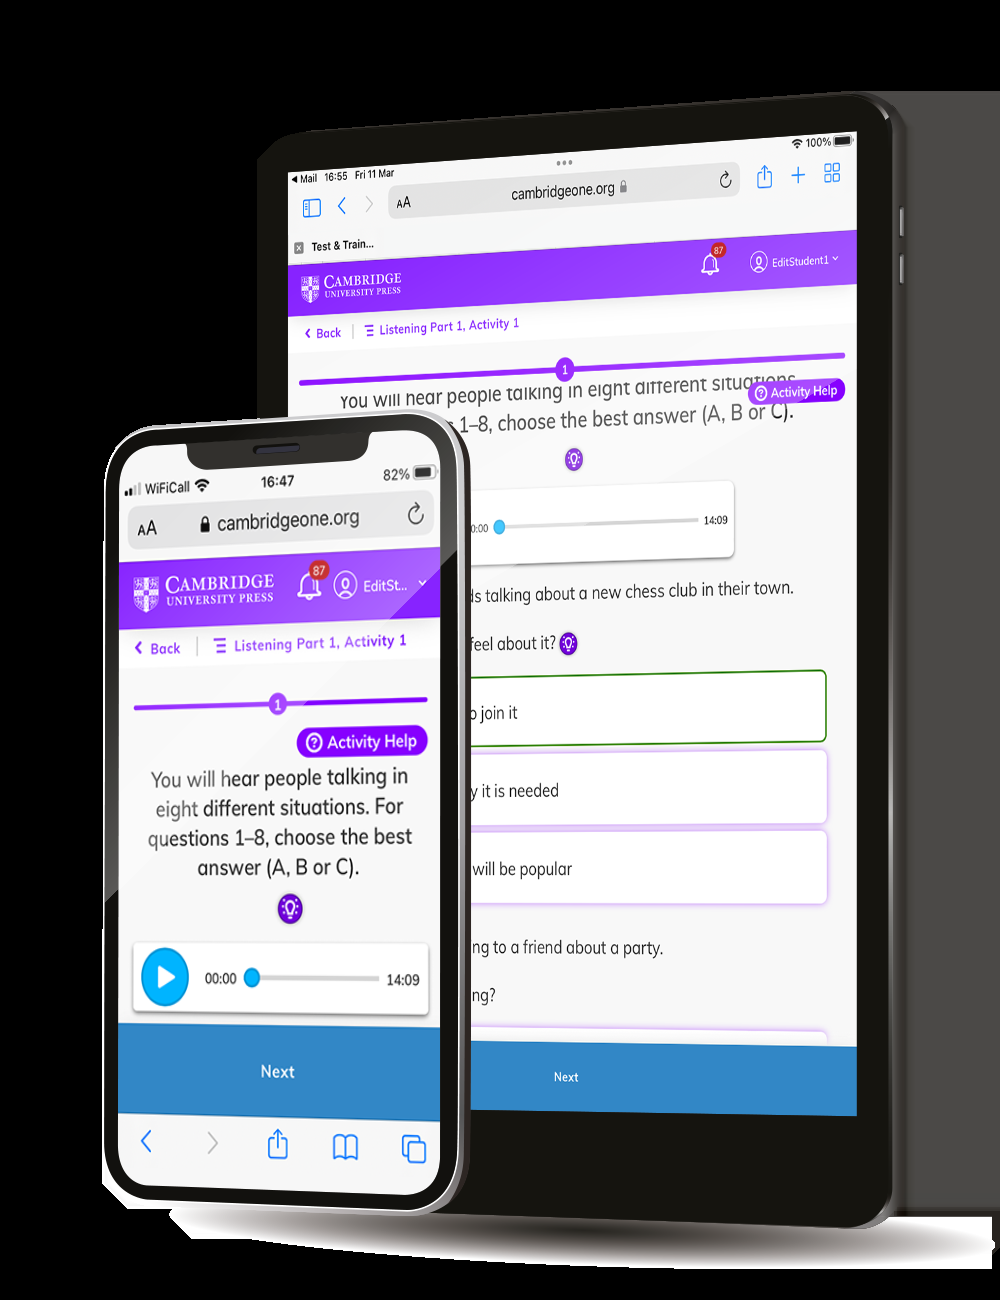 Mail 16:55 Fri 11 Mar
100%
AA cambridgeone.org
Test & Train...
CAMBRIDGE
UNIVERSITY PRESS
87
EditStudent1
Back
Listening Part 1, Activity 1
1
You will hear people talking in eight different situations
Activity Help
1–8, choose the best answer (A, B or C).
14:09
talking about a new chess club in their town.
feel about it?
join it
it is needed
will be popular
to a friend about a party.
Next
WiFiCall 16:47 82%
AA cambridgeone.org
CAMBRIDGE
UNIVERSITY PRESS
87
EditSt...
Back
Listening Part 1, Activity 1
1
Activity Help
You will hear people talking in
eight different situations. For
questions 1–8, choose the best
answer (A, B or C).
00:00 14:09
Next